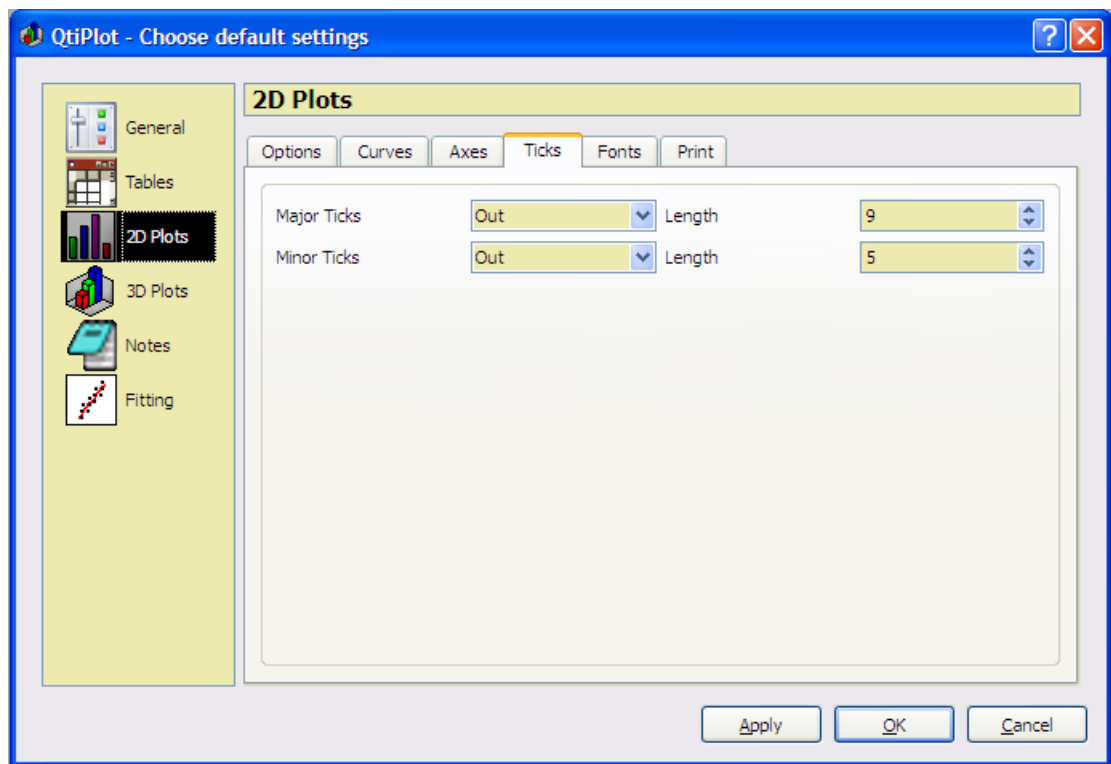 QtiPlot - Choose default settings
General
Tables
2D Plots
3D Plots
Notes
Fitting
2D Plots
Options Curves Axes Ticks Fonts Print
Major Ticks Out Length 9
Minor Ticks Out Length 5
Apply OK Cancel